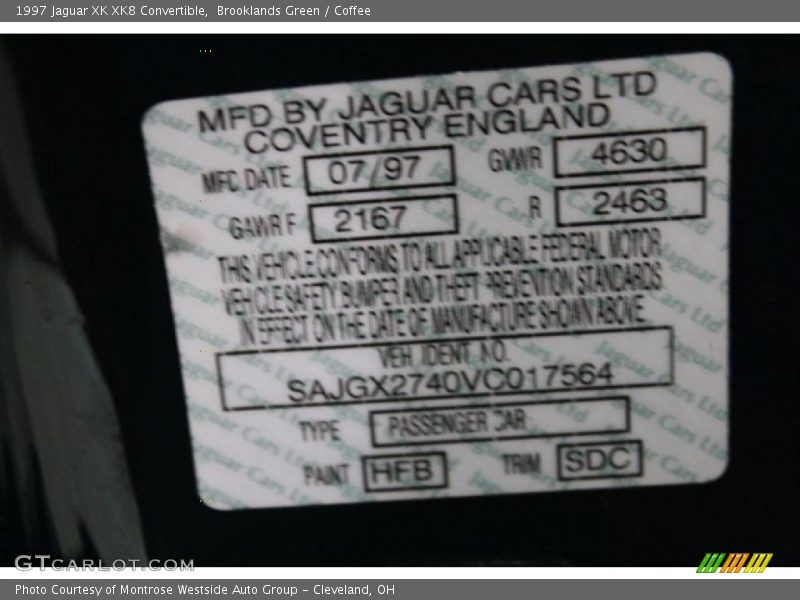 1997 Jaguar XK XK8 Convertible, Brooklands Green / Coffee
MFD BY JAGUAR CARS LTD
COVENTRY ENGLAND
MFC DATE 07/97 GVWR 4630
GAWR F 2167 R 2463
THIS VEHICLE CONFORMS TO ALL APPLICABLE FEDERAL MOTOR
VEHICLE SAFETY BUMPER AND THEFT PREVENTION STANDARDS
IN EFFECT ON THE DATE OF MANUFACTURE SHOWN ABOVE
VEH IDENT NO.
SAJGX2740VC017564
TYPE PASSENGER CAR
PAINT HFB TRIM SDC
GTCARLOT.COM
Photo Courtesy of Montrose Westside Auto Group - Cleveland, OH